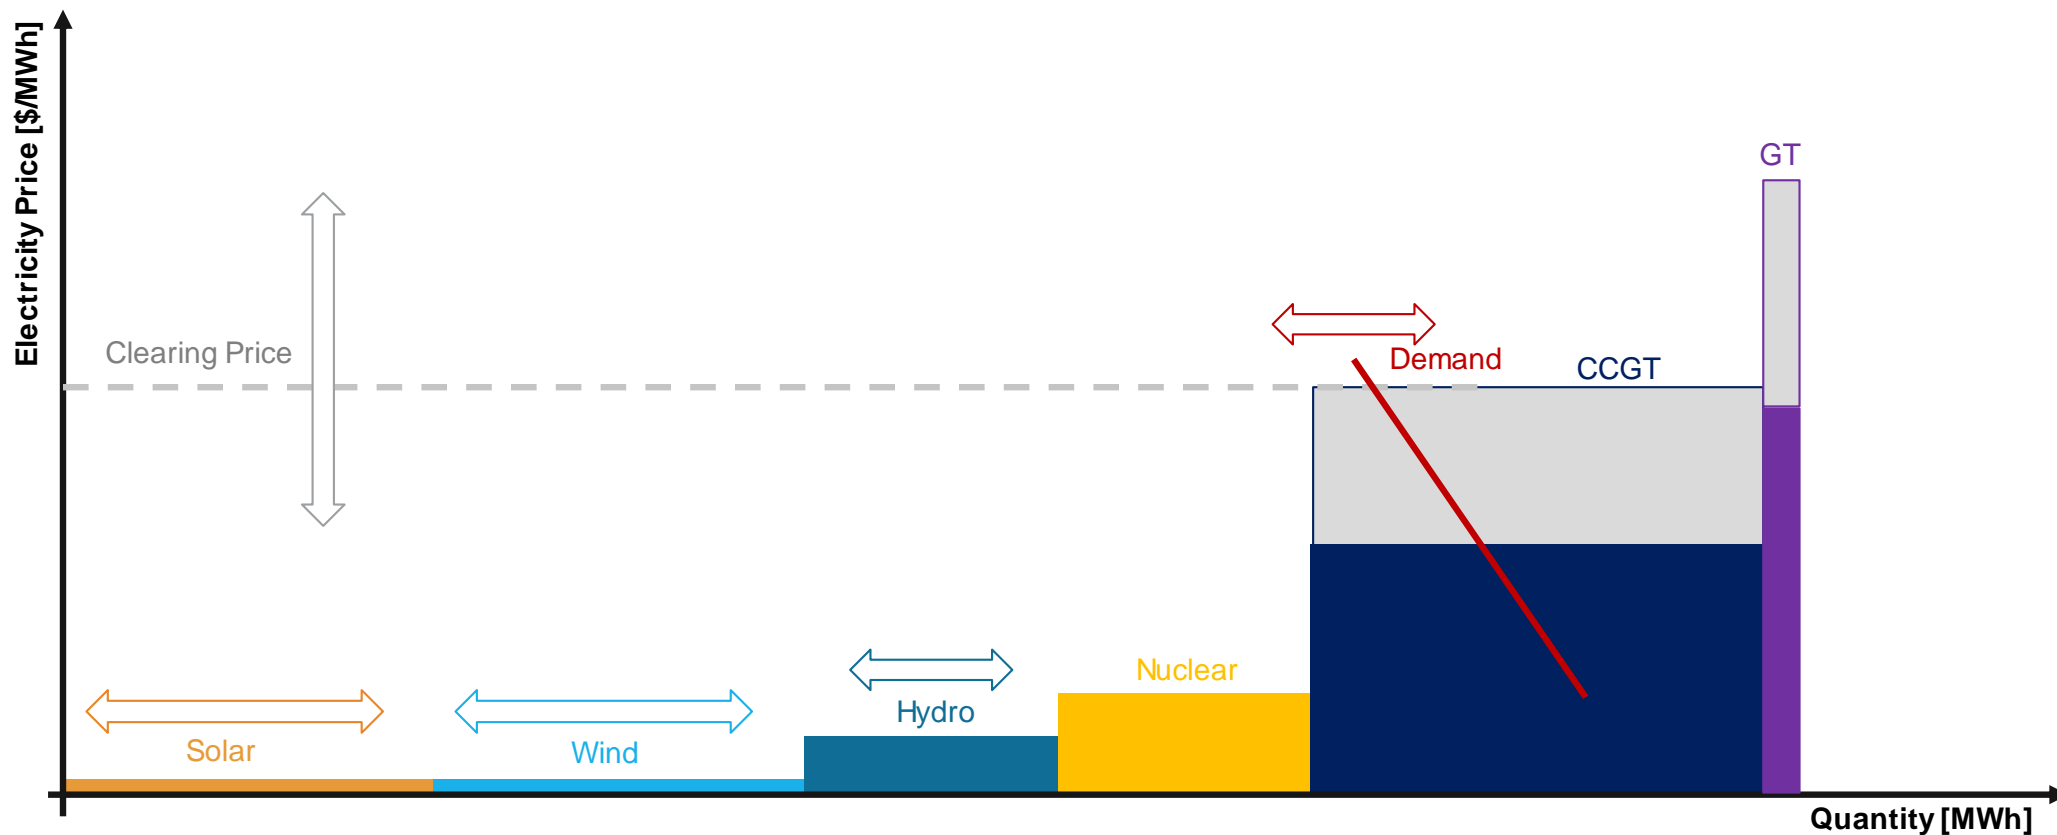 Electricity Price [$/MWh]
GT
Clearing Price
Demand
CCGT
Nuclear
Hydro
Solar
Wind
Quantity [MWh]